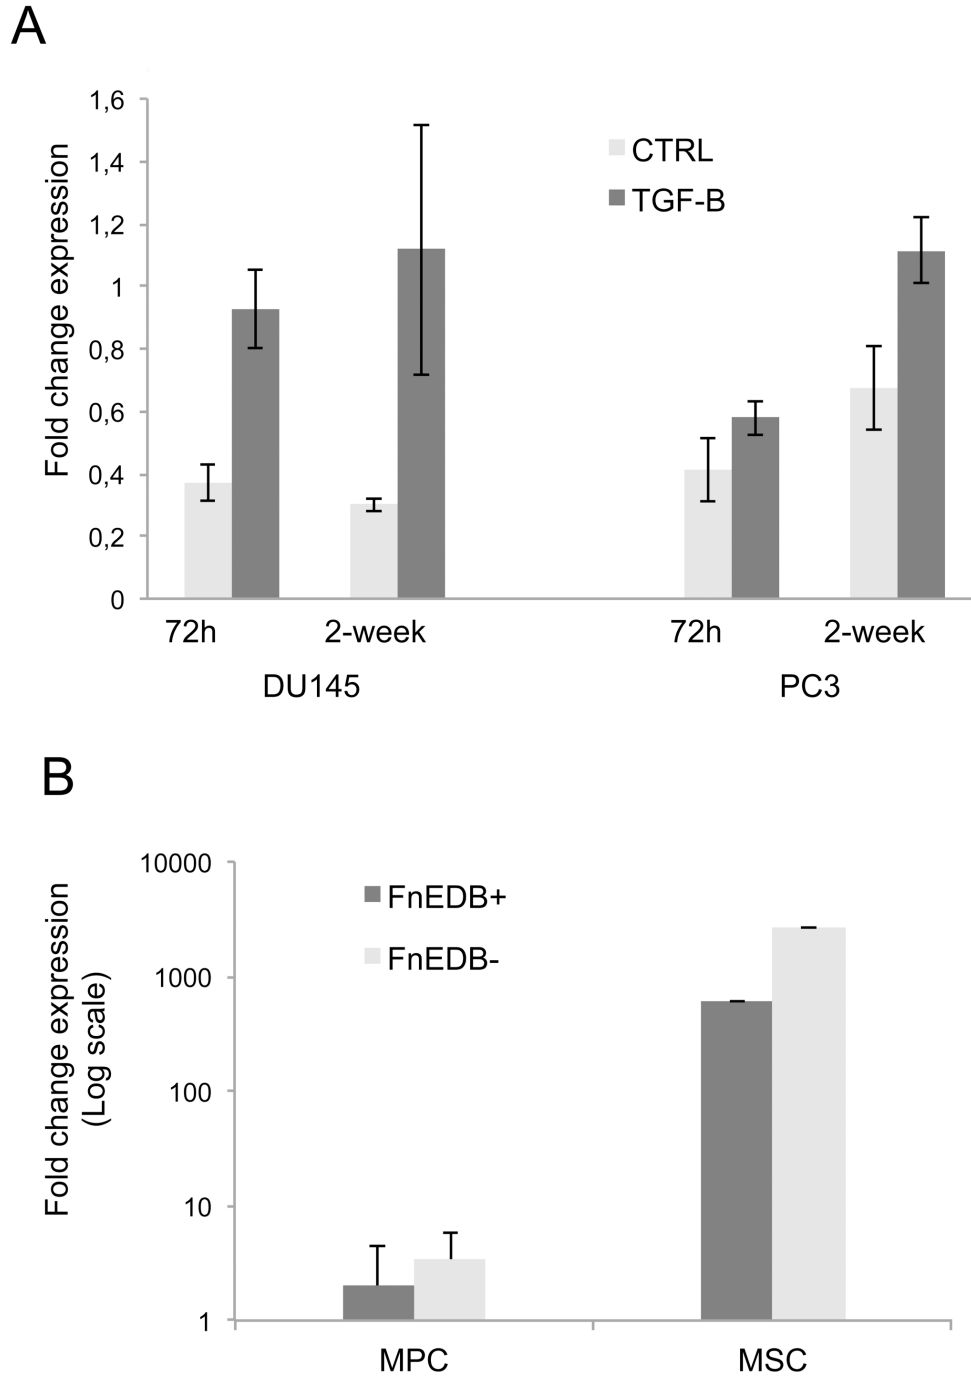 A
Fold change expression
1,6
1,4
1,2
1
0,8
0,6
0,4
0,2
0
CTRL
TGF-B
72h
2-week
72h
2-week
DU145
PC3
B
Fold change expression
(Log scale)
10000
1000
100
10
1
FnEDB+
FnEDB-
MPC
MSC